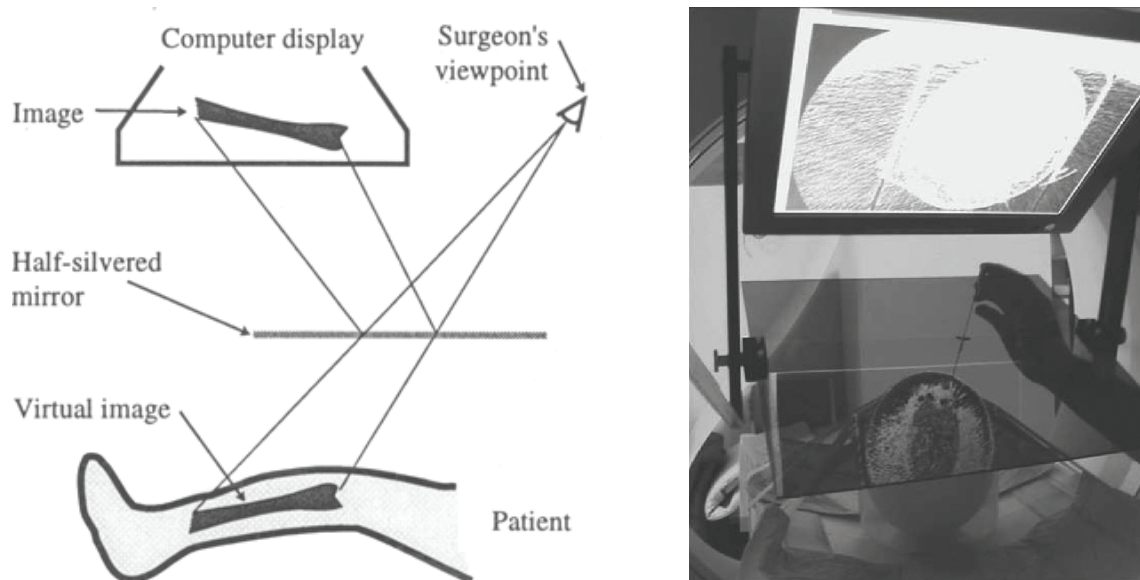 Computer display
Surgeon's
viewpoint
Image
Half-silvered
mirror
Virtual image
Patient